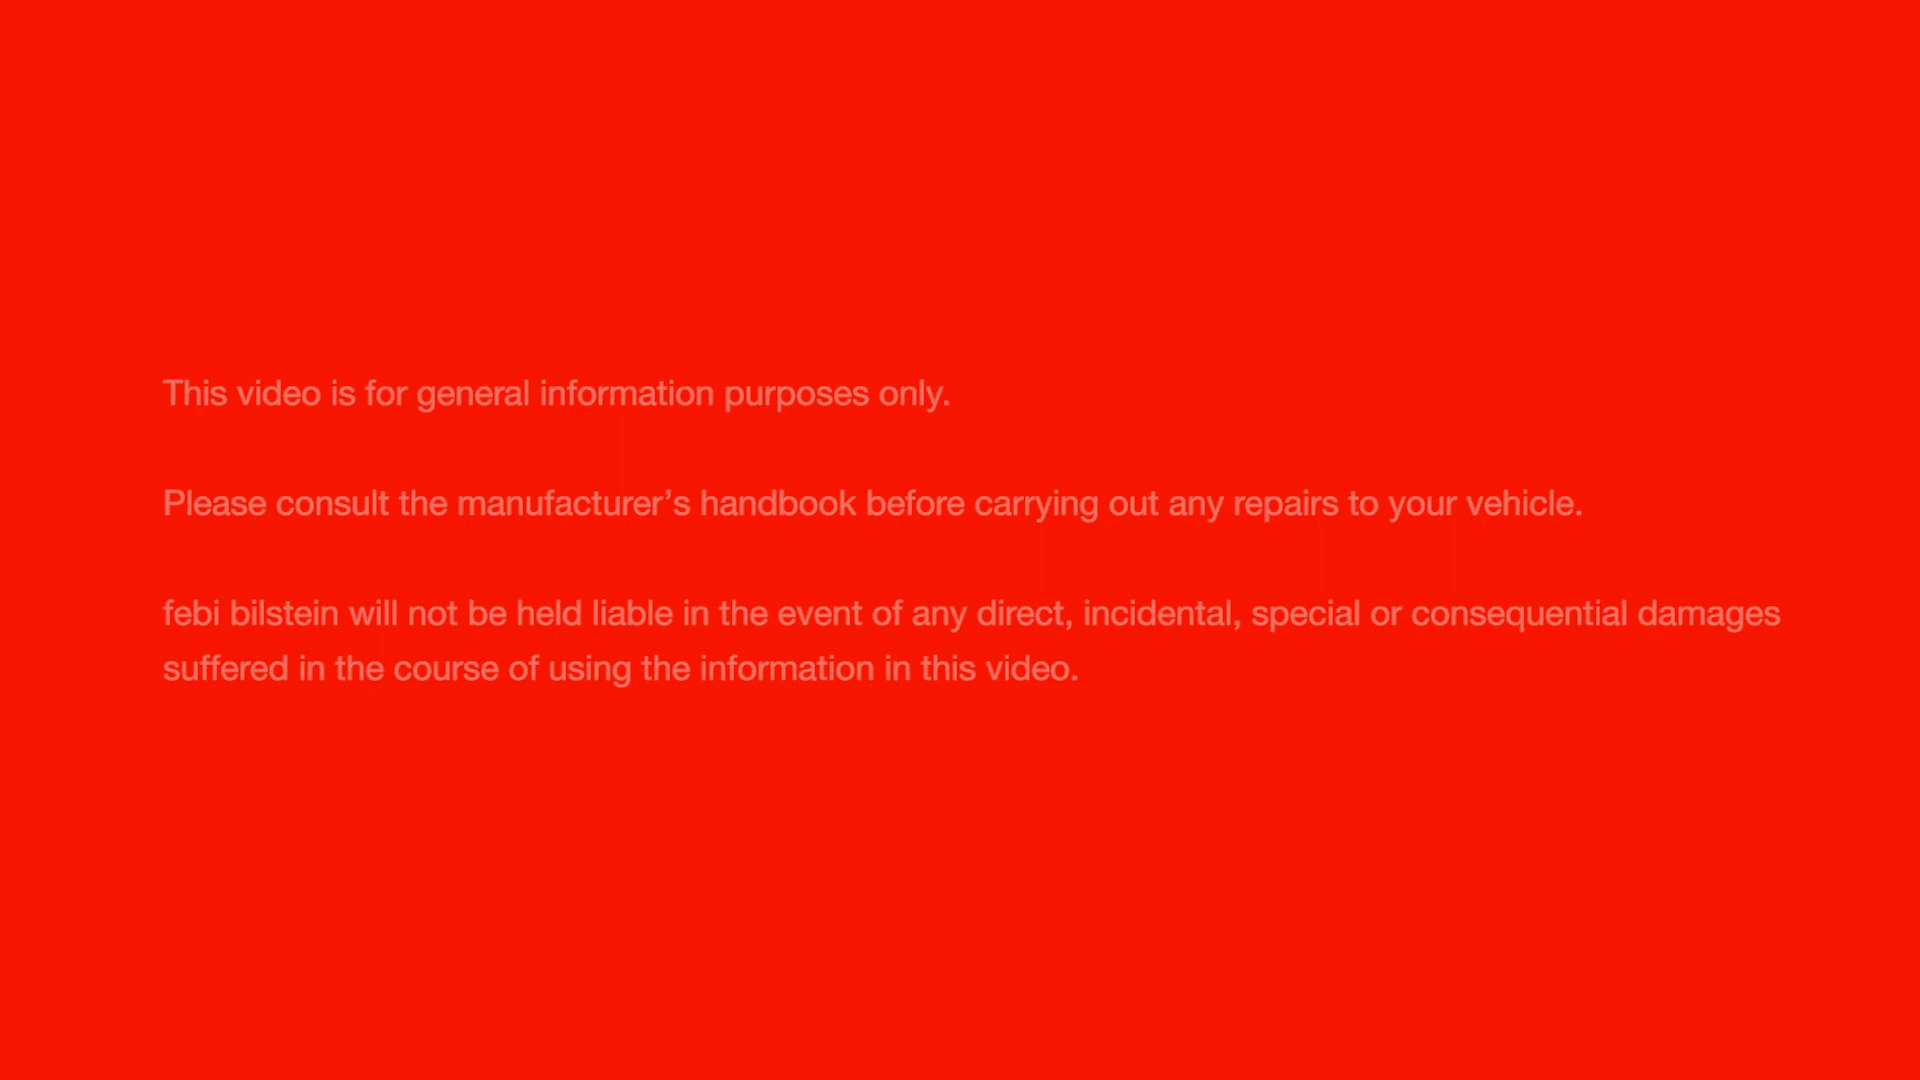 This video is for general information purposes only.
Please consult the manufacturer’s handbook before carrying out any repairs to your vehicle.
febi bilstein will not be held liable in the event of any direct, incidental, special or consequential damages
suffered in the course of using the information in this video.